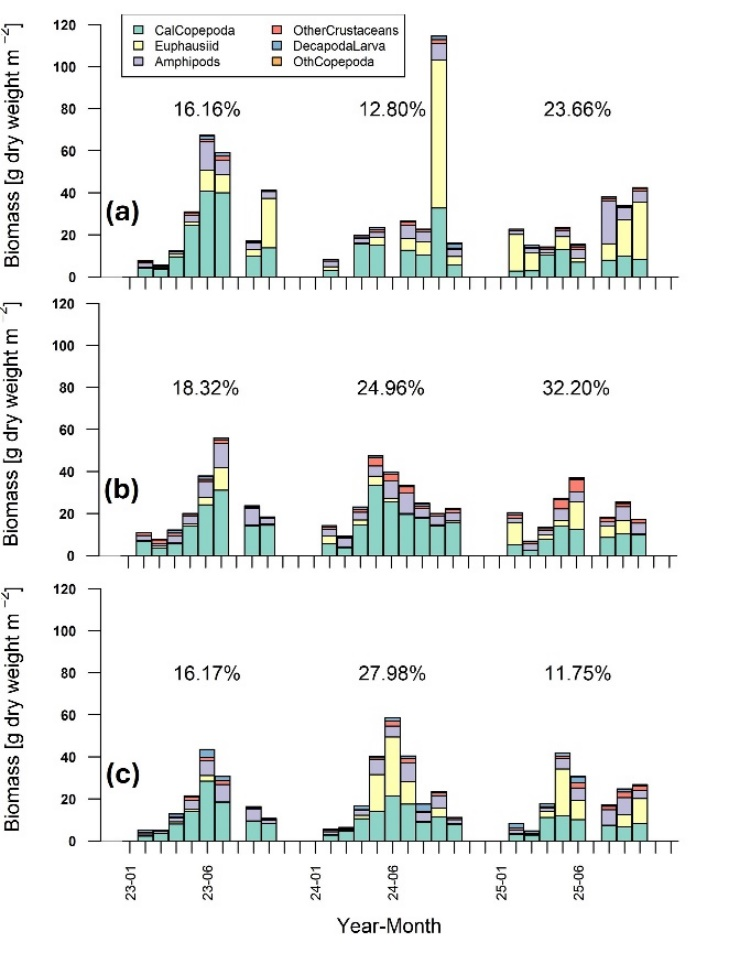 120
100
80
60
40
20
0
Biomass [g dry weight m ⁻²]
CalCopepoda
Euphausiid
Amphipods
OtherCrustaceans
DecapodaLarva
OthCopepoda
16.16%
12.80%
23.66%
(a)
120
100
80
60
40
20
0
Biomass [g dry weight m ⁻²]
18.32%
24.96%
32.20%
(b)
120
100
80
60
40
20
0
Biomass [g dry weight m ⁻²]
16.17%
27.98%
11.75%
(c)
23-01
23-06
24-01
24-06
25-01
25-06
Year-Month